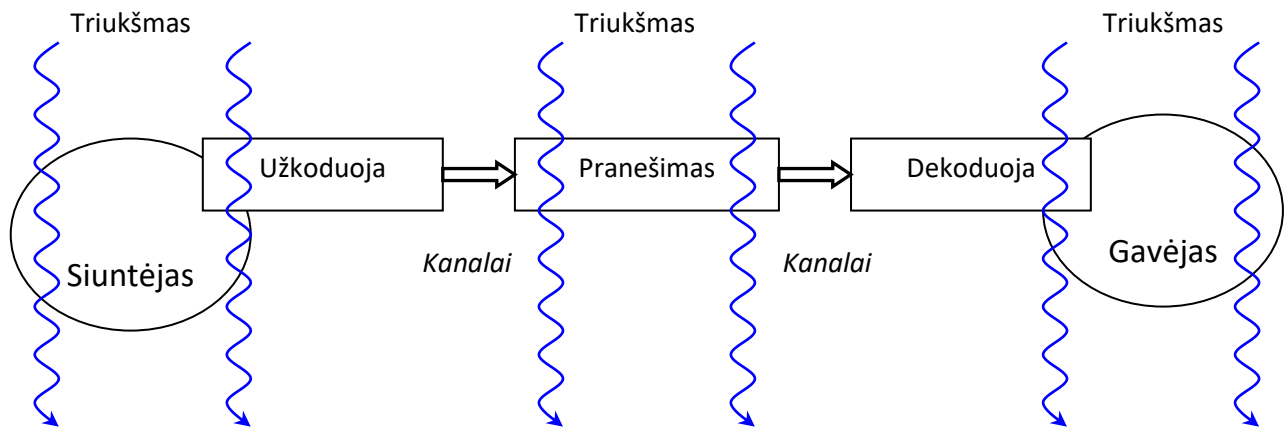 Triukšmas
Triukšmas
Triukšmas
Užkoduoja
Pranešimas
Dekoduoja
Siuntėjas
Kanalai
Kanalai
Gavėjas